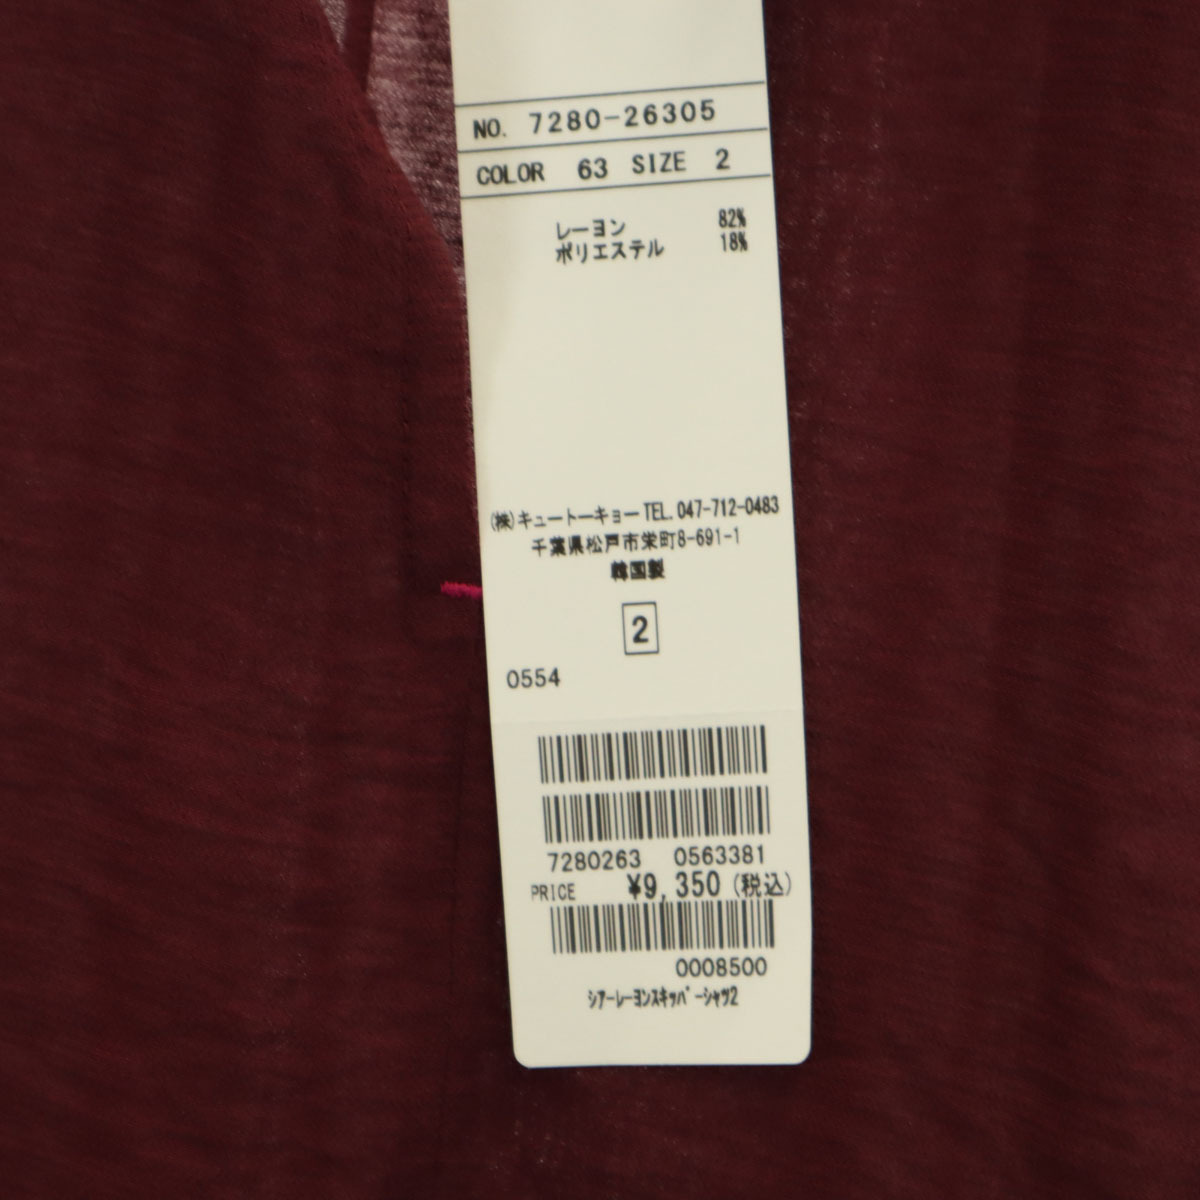 NO. 7280-26305
COLOR 63 SIZE 2
レーヨン 82%
ポリエステル 18%
(株)キュートーキョー TEL. 047-712-0483
千葉県松戸市栄町8-691-1
韓国製
2
0554
7280263 0563381
PRICE ¥9,350 (税込)
0008500
ｼｱｰﾚｰﾖﾝｽｷｯﾊﾟｰｼｬﾂ2